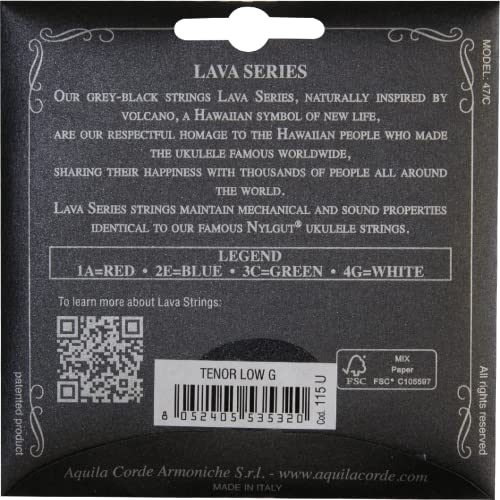 LAVA SERIES
OUR GREY-BLACK STRINGS LAVA SERIES, NATURALLY INSPIRED BY
VOLCANO, A HAWAIIAN SYMBOL OF NEW LIFE,
ARE OUR RESPECTFUL HOMAGE TO THE HAWAIIAN PEOPLE WHO MADE
THE UKULELE FAMOUS WORLDWIDE,
SHARING THEIR HAPPINESS WITH THOUSANDS OF PEOPLE ALL AROUND
THE WORLD.
LAVA SERIES STRINGS MAINTAIN MECHANICAL AND SOUND PROPERTIES
IDENTICAL TO OUR FAMOUS NYLGUT® UKULELE STRINGS.
LEGEND
1A=RED • 2E=BLUE • 3C=GREEN • 4G=WHITE
To learn more about Lava Strings:
TENOR LOW G
8 052405 535320
Cod. 115 U
FSC
MIX
Paper
FSC® C105597
MODEL: 47/C
patented product
All rights reserved
Aquila Corde Armoniche S.r.l. - www.aquilacorde.com
MADE IN ITALY